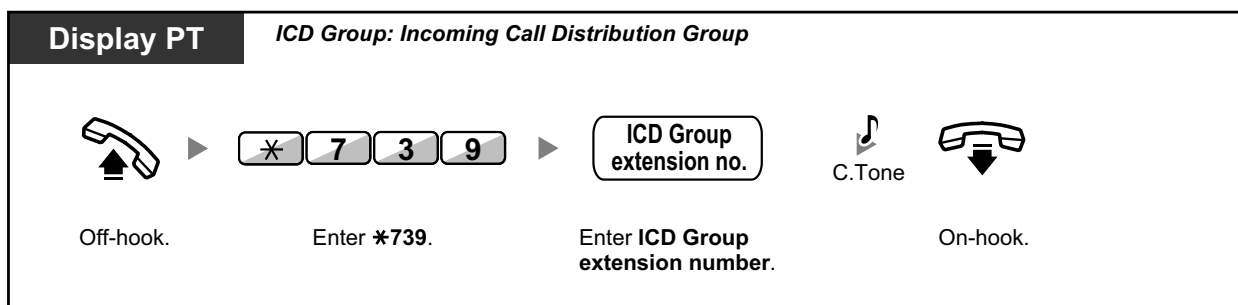 Display PT
ICD Group: Incoming Call Distribution Group
* 7 3 9
ICD Group
extension no.
C.Tone
Off-hook.
Enter *739.
Enter ICD Group
extension number.
On-hook.